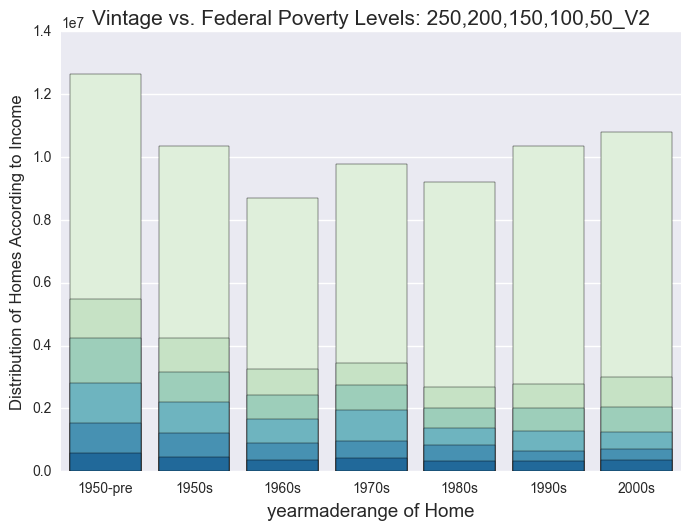 Vintage vs. Federal Poverty Levels: 250,200,150,100,50_V2
1e7
1.4
1.2
1.0
0.8
0.6
0.4
0.2
0.0
Distribution of Homes According to Income
1950-pre 1950s 1960s 1970s 1980s 1990s 2000s
yearmaderange of Home